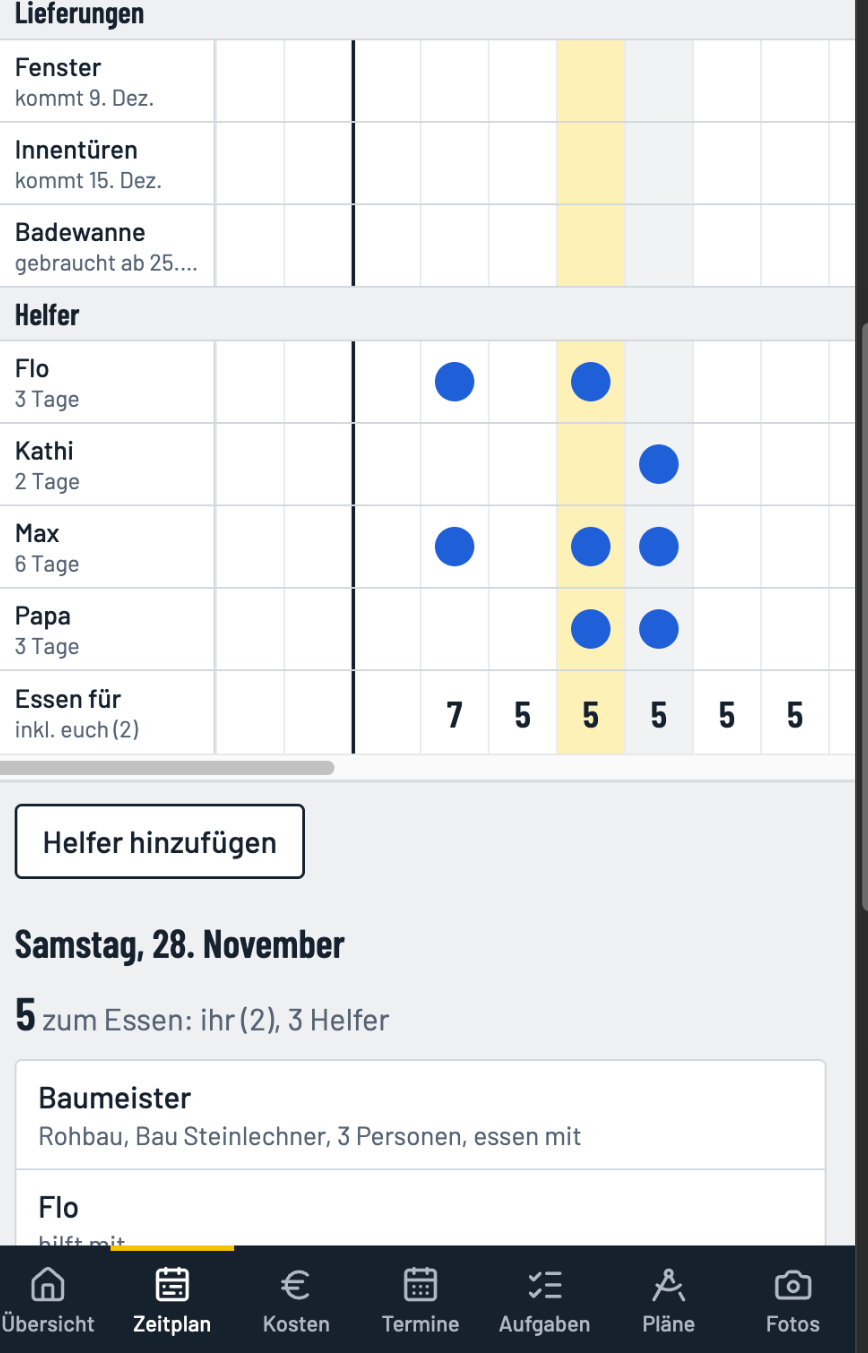 Lieferungen
Fenster
kommt 9. Dez.
Innentüren
kommt 15. Dez.
Badewanne
gebraucht ab 25....
Helfer
Flo
3 Tage
Kathi
2 Tage
Max
6 Tage
Papa
3 Tage
Essen für
inkl. euch (2)
7 5 5 5 5 5
Helfer hinzufügen
Samstag, 28. November
5 zum Essen: ihr (2), 3 Helfer
Baumeister
Rohbau, Bau Steinlechner, 3 Personen, essen mit
Flo
hilft mit
Übersicht Zeitplan Kosten Termine Aufgaben Pläne Fotos